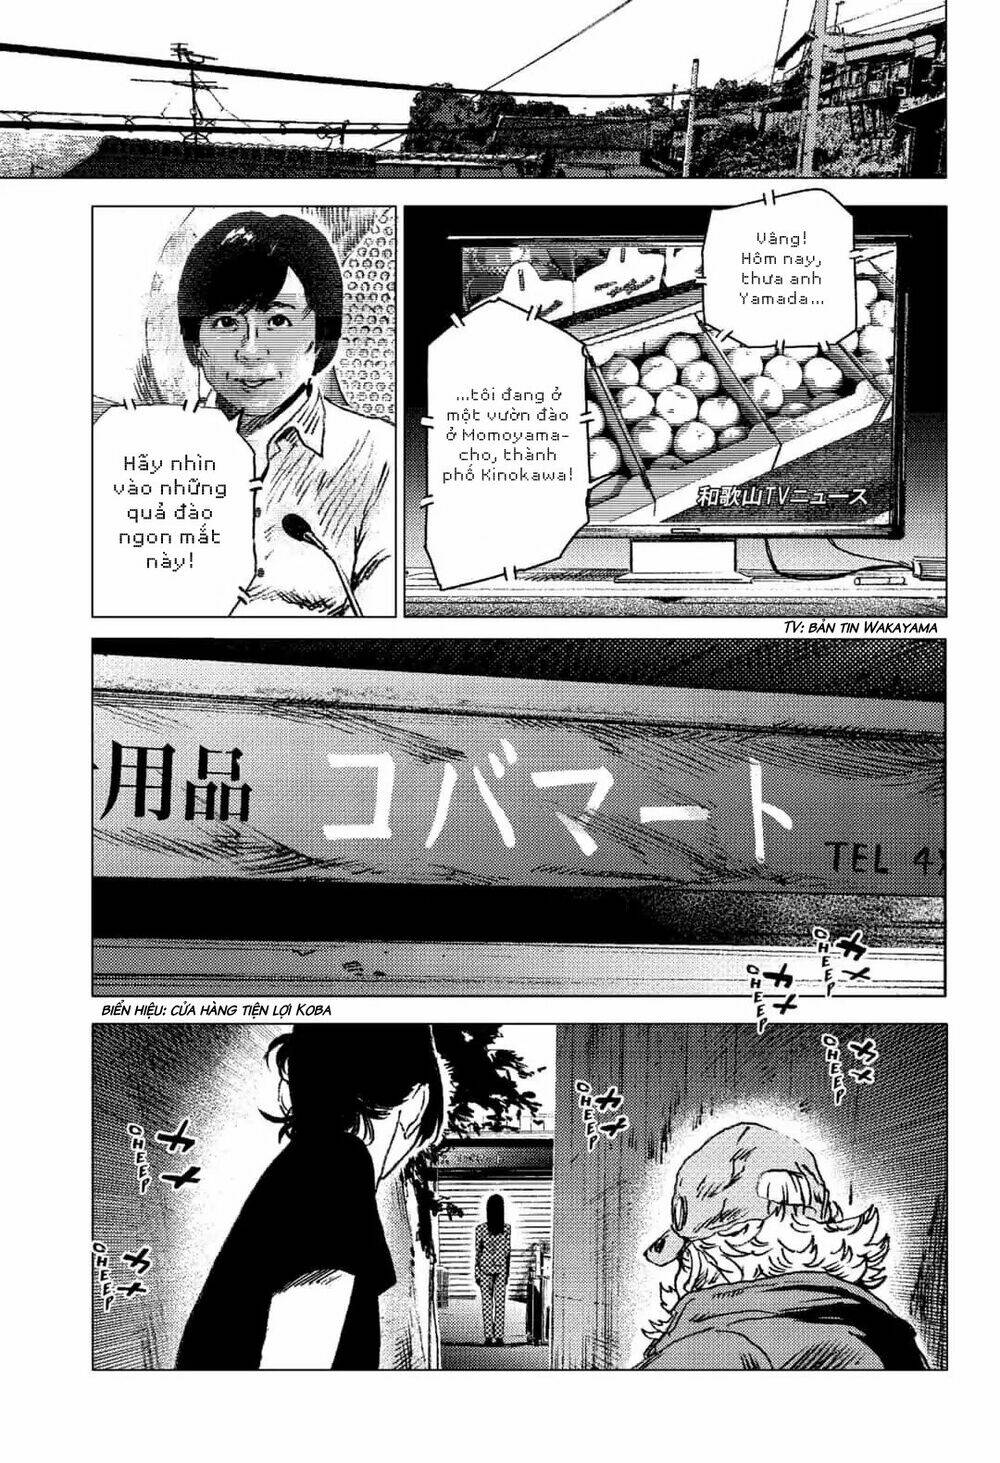 Vâng!
Hôm nay,
thưa anh
Yamada...
...tôi đang ở
một vườn đào
ở Momoyama-
cho, thành
phố Kinokawa!
和歌山TVニュース
Hãy nhìn
vào những
quả đào
ngon mắt
này!
TV: BẢN TIN WAKAYAMA
用品 コバマート
TEL 4
BIỂN HIỆU: CỬA HÀNG TIỆN LỢI KOBA
CHEEP
CHEEP
CHEEP
CHEEP
CHEEP
CHEEP